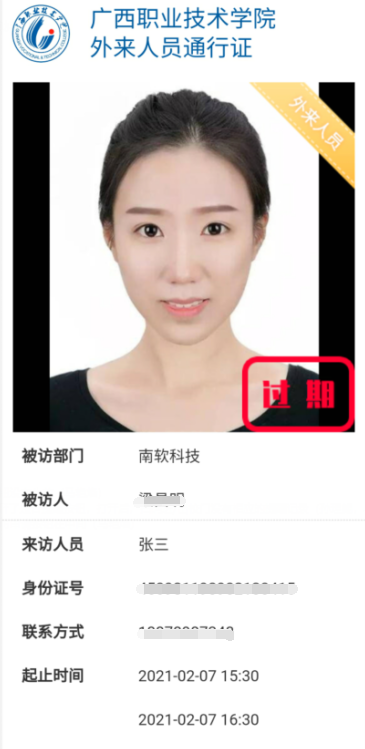 广西职业技术学院
外来人员通行证
外来人员
过期
被访部门 南软科技
被访人
来访人员 张三
身份证号
联系方式
起止时间 2021-02-07 15:30
2021-02-07 16:30